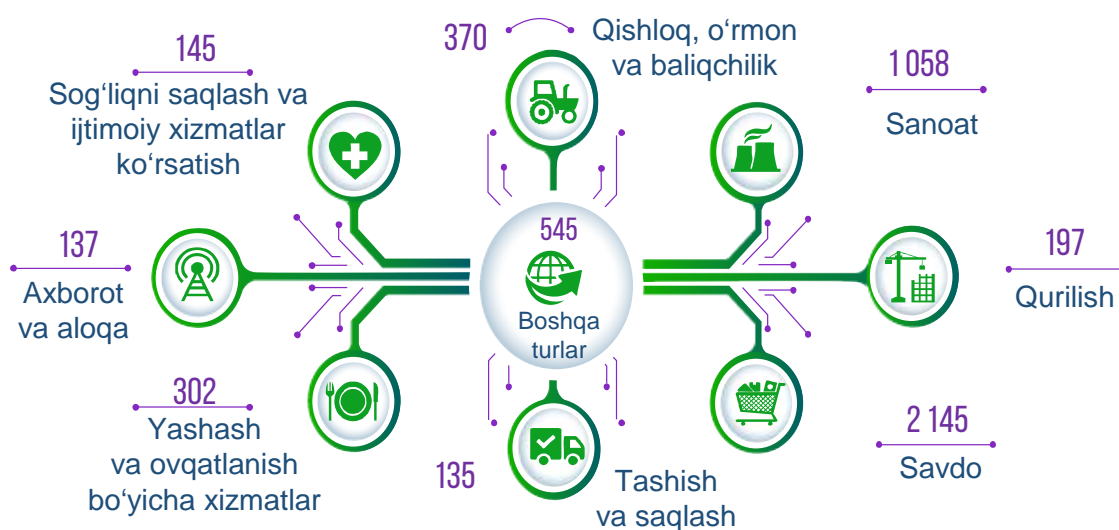 370
Qishloq, o‘rmon
va baliqchilik
145
Sog‘liqni saqlash va
ijtimoiy xizmatlar
ko‘rsatish
1 058
Sanoat
137
Axborot
va aloqa
545
Boshqa
turlar
197
Qurilish
302
Yashash
va ovqatlanish
bo‘yicha xizmatlar
135
Tashish
va saqlash
2 145
Savdo